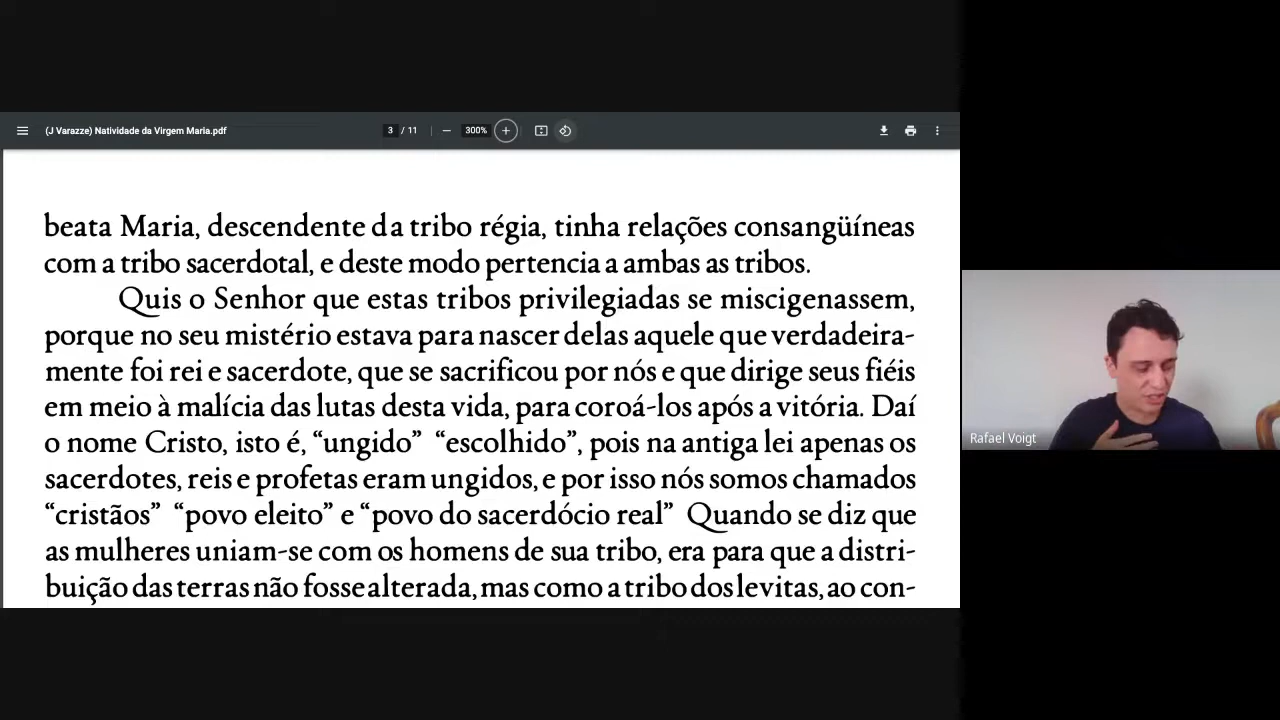 (J Varazze) Natividade da Virgem Maria.pdf
3 / 11
300%
beata Maria, descendente da tribo régia, tinha relações consangüíneas
com a tribo sacerdotal, e deste modo pertencia a ambas as tribos.
Quis o Senhor que estas tribos privilegiadas se miscigenassem,
porque no seu mistério estava para nascer delas aquele que verdadeira-
mente foi rei e sacerdote, que se sacrificou por nós e que dirige seus fiéis
em meio à malícia das lutas desta vida, para coroá-los após a vitória. Daí
o nome Cristo, isto é, “ungido” “escolhido”, pois na antiga lei apenas os
sacerdotes, reis e profetas eram ungidos, e por isso nós somos chamados
“cristãos” “povo eleito” e “povo do sacerdócio real” Quando se diz que
as mulheres uniam-se com os homens de sua tribo, era para que a distri-
buição das terras não fosse alterada, mas como a tribo dos levitas, ao con-
Rafael Voigt